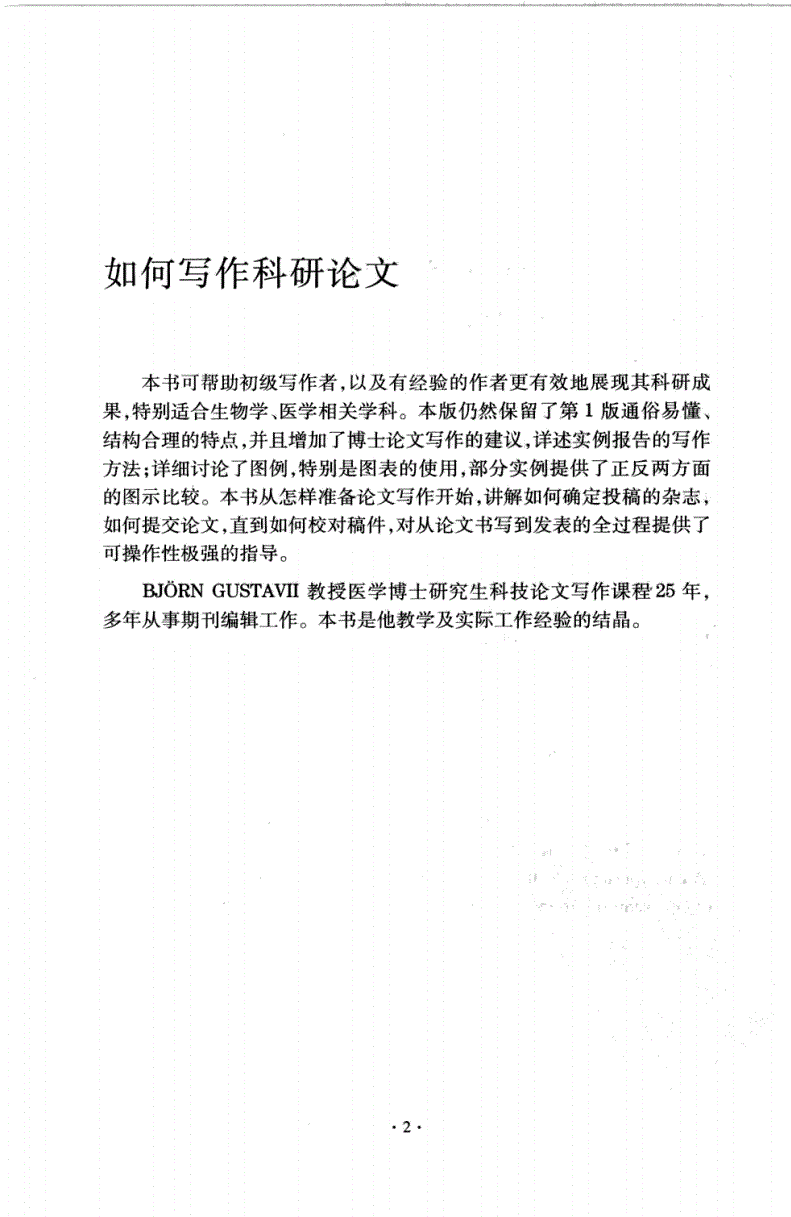 如何写作科研论文
本书可帮助初级写作者,以及有经验的作者更有效地展现其科研成
果,特别适合生物学、医学相关学科。本版仍然保留了第 1 版通俗易懂、
结构合理的特点,并且增加了博士论文写作的建议,详述实例报告的写作
方法;详细讨论了图例,特别是图表的使用,部分实例提供了正反两方面
的图示比较。本书从怎样准备论文写作开始,讲解如何确定投稿的杂志,
如何提交论文,直到如何校对稿件,对从论文书写到发表的全过程提供了
可操作性极强的指导。
BJÖRN GUSTAVII 教授医学博士研究生科技论文写作课程 25 年,
多年从事期刊编辑工作。本书是他教学及实际工作经验的结晶。
· 2 ·